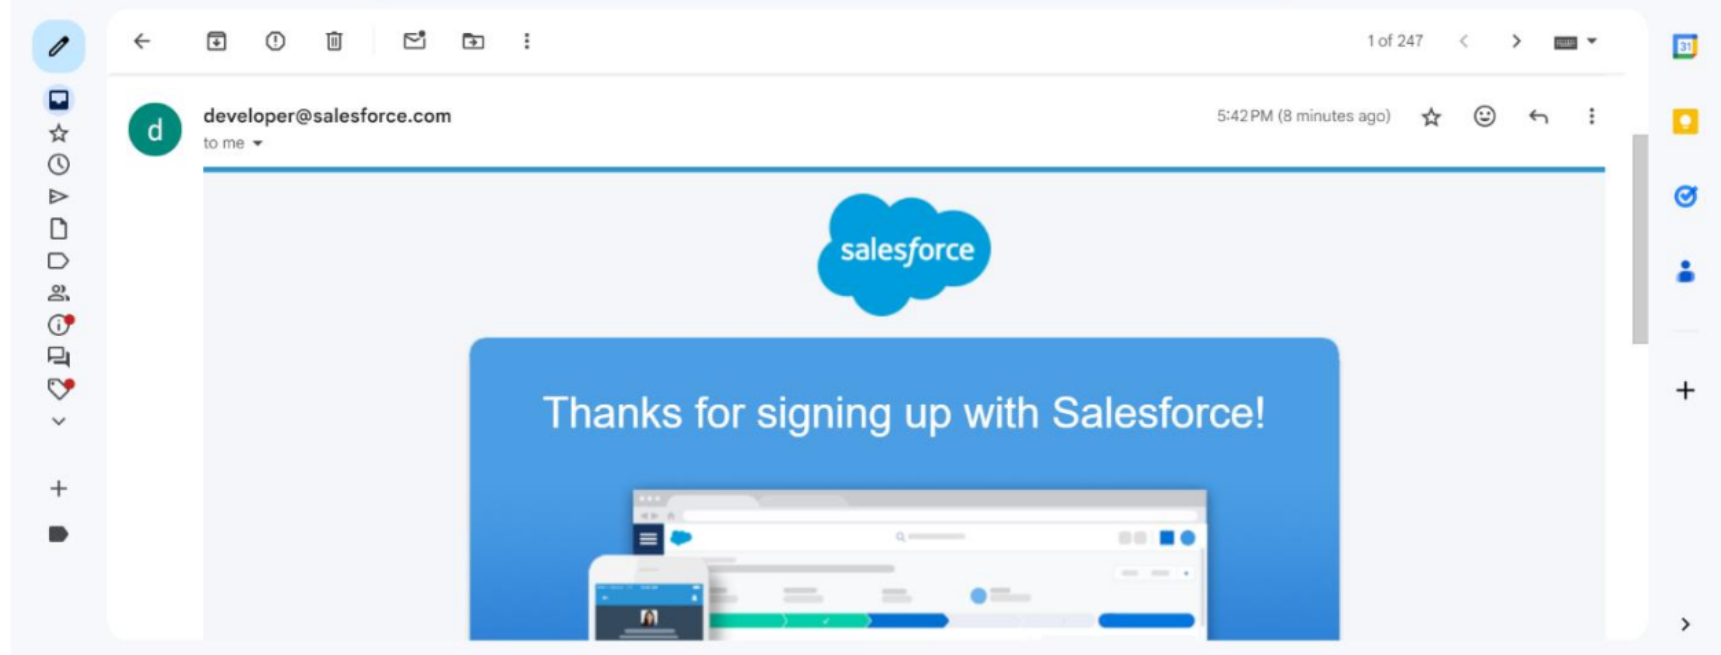 1 of 247
31
d
developer@salesforce.com
5:42 PM (8 minutes ago)
to me
salesforce
Thanks for signing up with Salesforce!